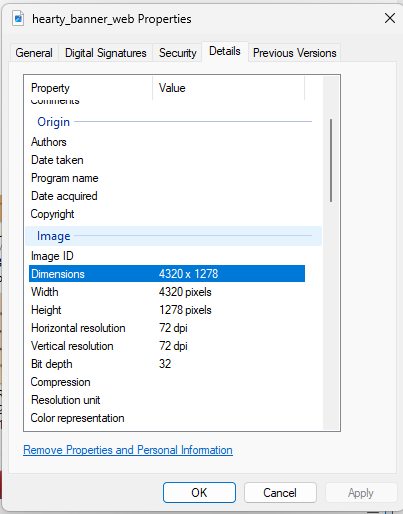 hearty_banner_web Properties
General Digital Signatures Security Details Previous Versions
Property Value
Comments
Origin
Authors
Date taken
Program name
Date acquired
Copyright
Image
Image ID
Dimensions 4320 x 1278
Width 4320 pixels
Height 1278 pixels
Horizontal resolution 72 dpi
Vertical resolution 72 dpi
Bit depth 32
Compression
Resolution unit
Color representation
Remove Properties and Personal Information
OK Cancel Apply